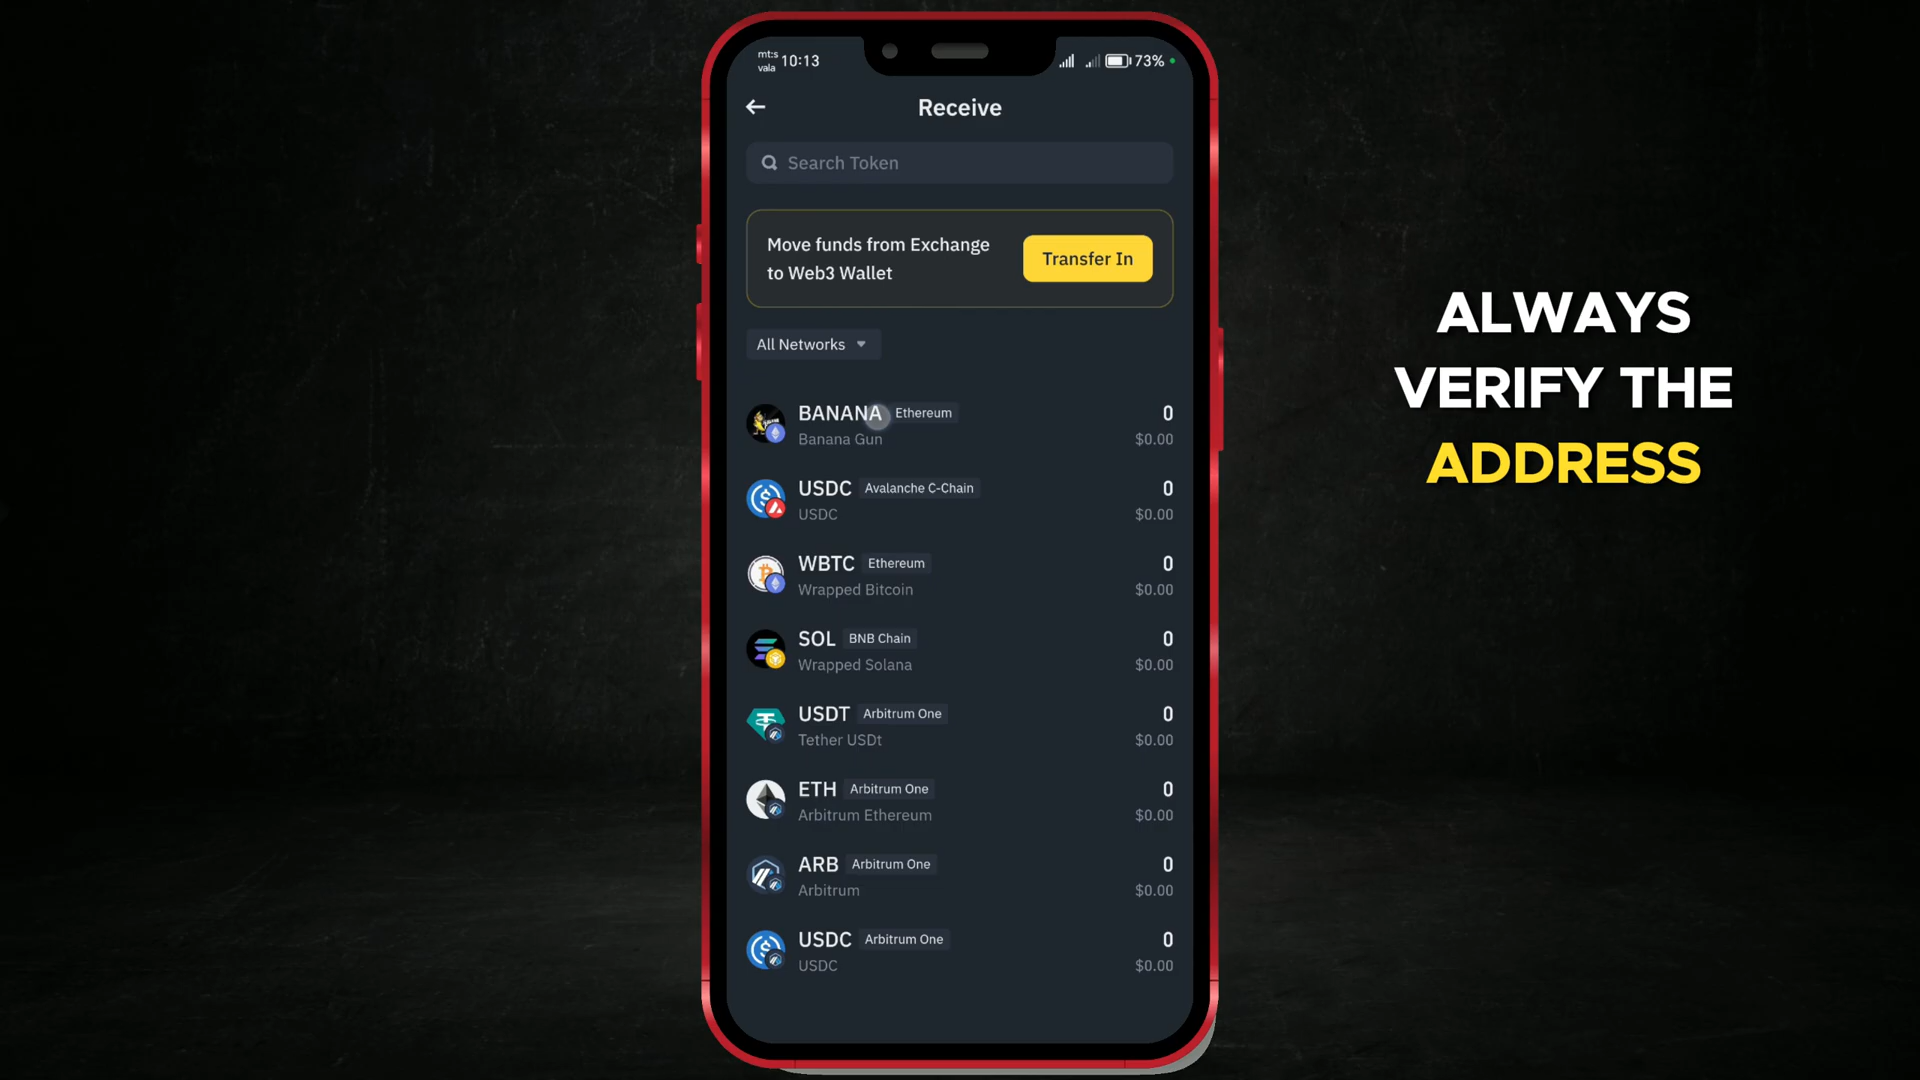 mt:s
vala
10:13
73%
Receive
Search Token
Move funds from Exchange
to Web3 Wallet
Transfer In
All Networks
BANANA Ethereum 0
Banana Gun $0.00
USDC Avalanche C-Chain 0
USDC $0.00
WBTC Ethereum 0
Wrapped Bitcoin $0.00
SOL BNB Chain 0
Wrapped Solana $0.00
USDT Arbitrum One 0
Tether USDt $0.00
ETH Arbitrum One 0
Arbitrum Ethereum $0.00
ARB Arbitrum One 0
Arbitrum $0.00
USDC Arbitrum One 0
USDC $0.00
ALWAYS
VERIFY THE
ADDRESS